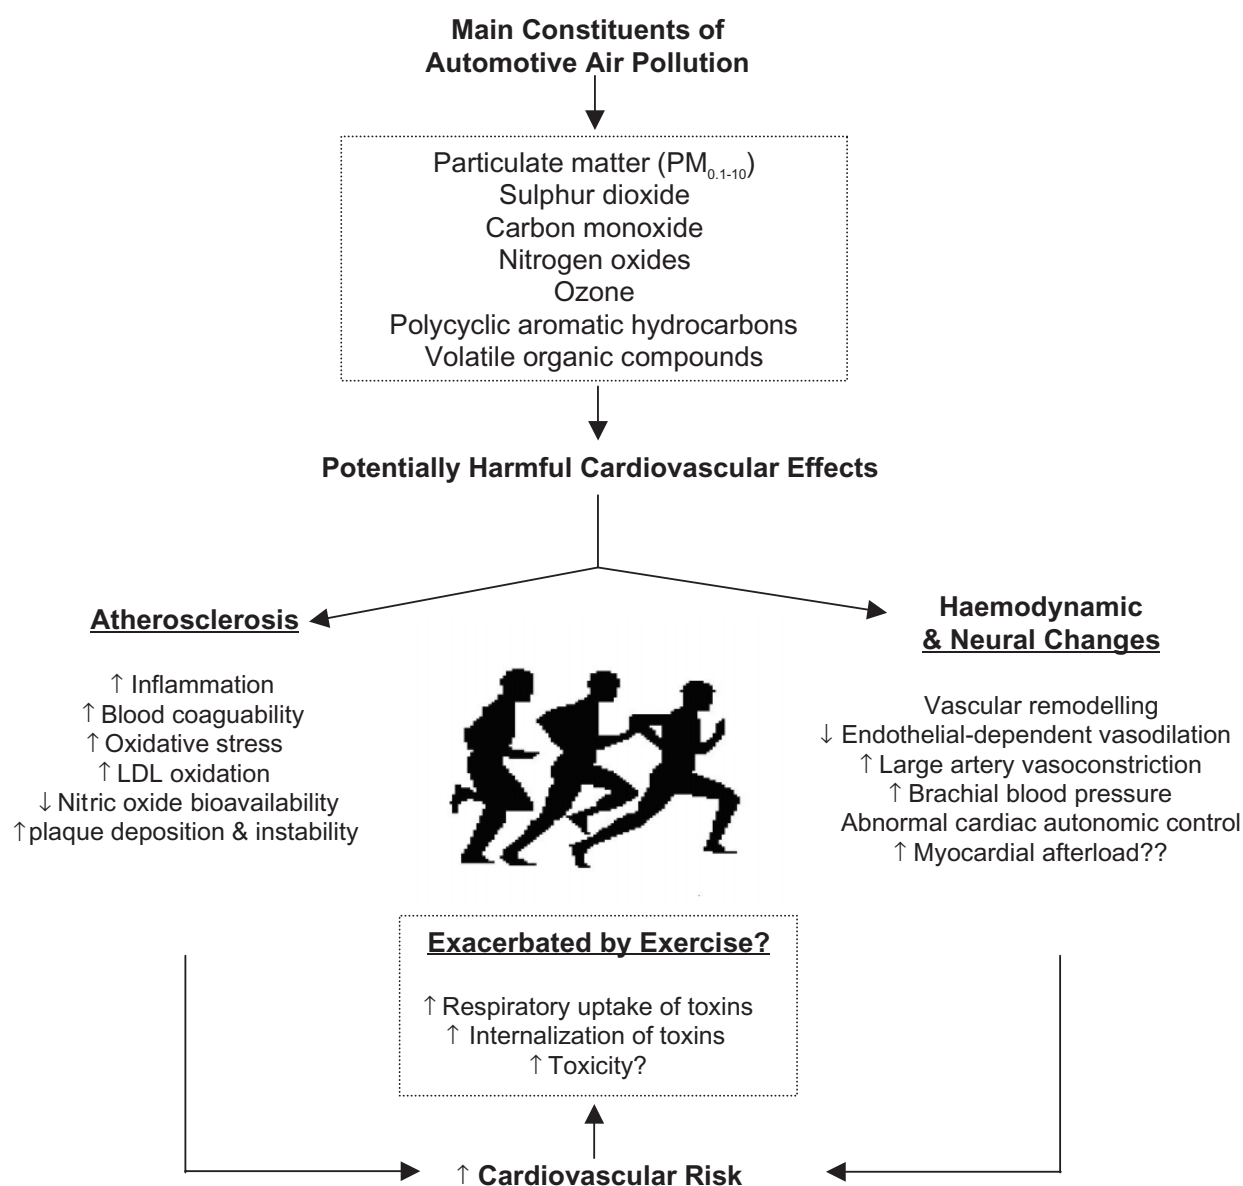 Main Constituents of
Automotive Air Pollution
Particulate matter (PM0.1-10)
Sulphur dioxide
Carbon monoxide
Nitrogen oxides
Ozone
Polycyclic aromatic hydrocarbons
Volatile organic compounds
Potentially Harmful Cardiovascular Effects
Atherosclerosis
↑ Inflammation
↑ Blood coaguability
↑ Oxidative stress
↑ LDL oxidation
↓ Nitric oxide bioavailability
↑plaque deposition & instability
Haemodynamic
& Neural Changes
Vascular remodelling
↓ Endothelial-dependent vasodilation
↑ Large artery vasoconstriction
↑ Brachial blood pressure
Abnormal cardiac autonomic control
↑ Myocardial afterload??
Exacerbated by Exercise?
↑ Respiratory uptake of toxins
↑ Internalization of toxins
↑ Toxicity?
↑ Cardiovascular Risk